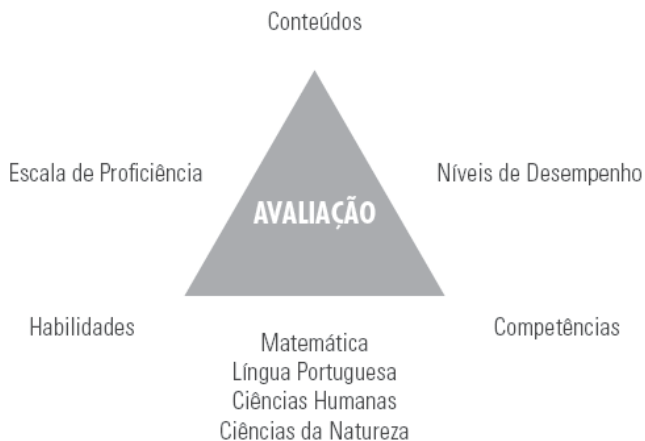 Conteúdos
Escala de Proficiência
Níveis de Desempenho
AVALIAÇÃO
Habilidades
Competências
Matemática
Língua Portuguesa
Ciências Humanas
Ciências da Natureza